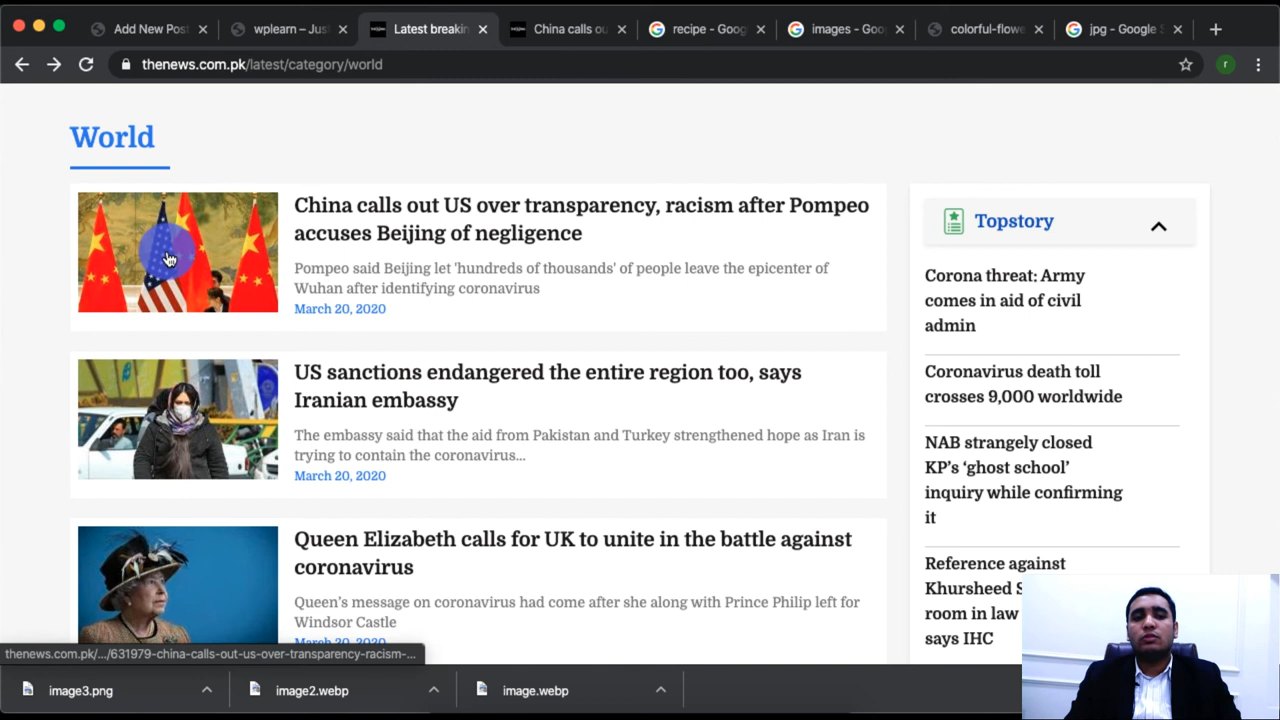 Add New Post
wplearn – Jus
Latest breakin
China calls ou
recipe - Goog
images - Goo
colorful-flowe
jpg - Google S
thenews.com.pk/latest/category/world
r
World
China calls out US over transparency, racism after Pompeo
accuses Beijing of negligence
Pompeo said Beijing let 'hundreds of thousands' of people leave the epicenter of
Wuhan after identifying coronavirus
March 20, 2020
US sanctions endangered the entire region too, says
Iranian embassy
The embassy said that the aid from Pakistan and Turkey strengthened hope as Iran is
trying to contain the coronavirus...
March 20, 2020
Queen Elizabeth calls for UK to unite in the battle against
coronavirus
Queen's message on coronavirus had come after she along with Prince Philip left for
Windsor Castle
March 20, 2020
Topstory
Corona threat: Army
comes in aid of civil
admin
Coronavirus death toll
crosses 9,000 worldwide
NAB strangely closed
KP's ‘ghost school’
inquiry while confirming
it
Reference against
Khursheed S
room in law
says IHC
thenews.com.pk/.../631979-china-calls-out-us-over-transparency-racism-...
image3.png
image2.webp
image.webp